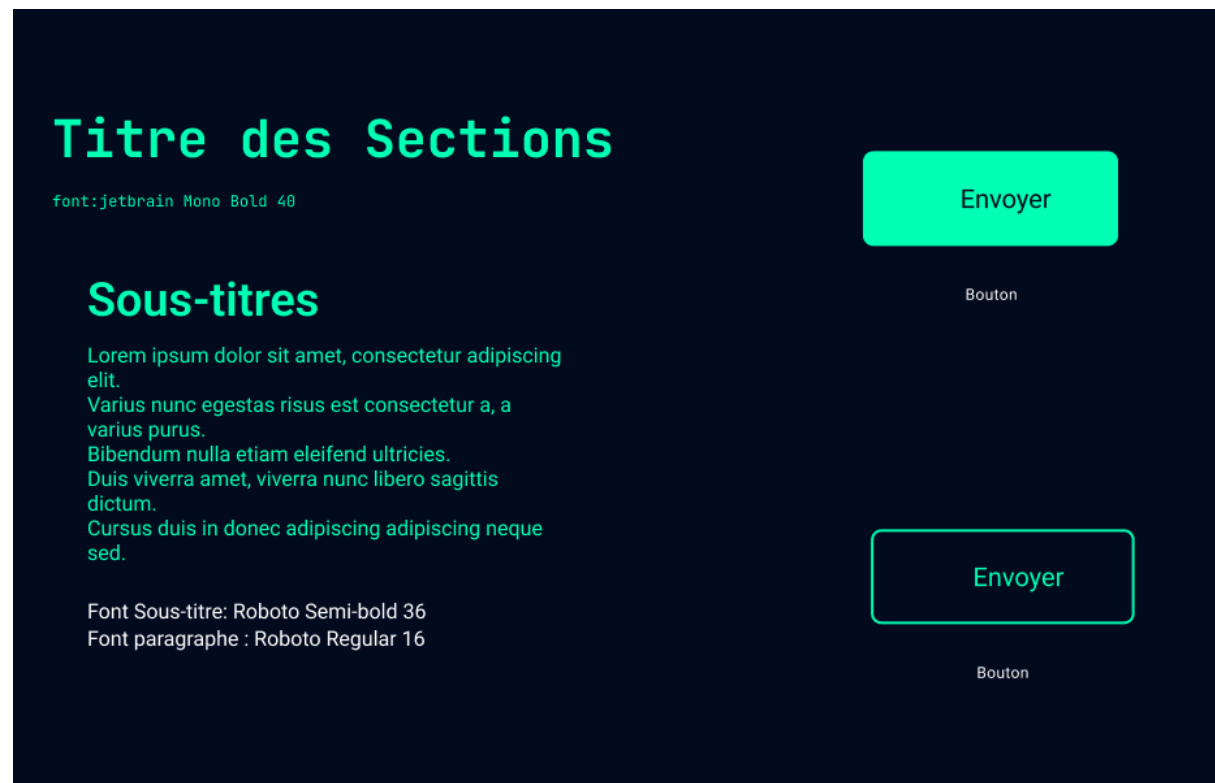 Titre des Sections
font:jetbrain Mono Bold 40
Sous-titres
Lorem ipsum dolor sit amet, consectetur adipiscing
elit.
Varius nunc egestas risus est consectetur a, a
varius purus.
Bibendum nulla etiam eleifend ultricies.
Duis viverra amet, viverra nunc libero sagittis
dictum.
Cursus duis in donec adipiscing adipiscing neque
sed.
Font Sous-titre: Roboto Semi-bold 36
Font paragraphe : Roboto Regular 16
Envoyer
Bouton
Envoyer
Bouton